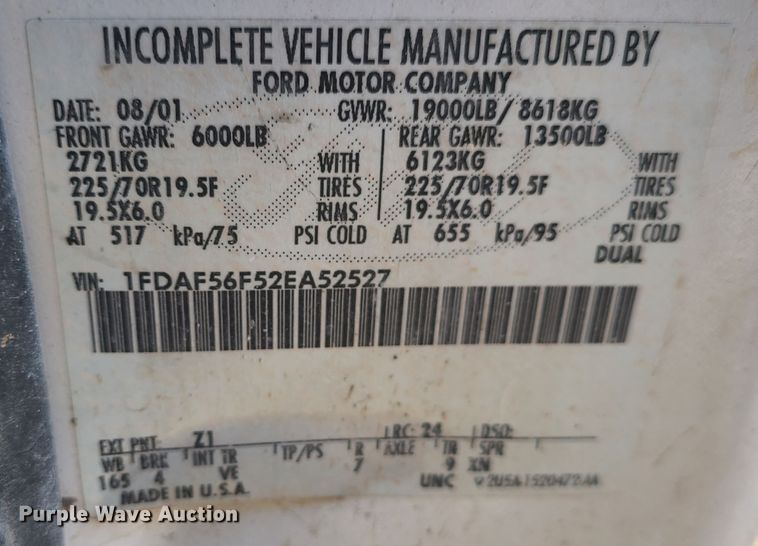 INCOMPLETE VEHICLE MANUFACTURED BY
FORD MOTOR COMPANY
DATE: 08/01 GVWR: 19000LB/ 8618KG
FRONT GAWR: 6000LB REAR GAWR: 13500LB
2721KG WITH 6123KG WITH
225/70R19.5F TIRES 225/70R19.5F TIRES
19.5X6.0 RIMS 19.5X6.0 RIMS
AT 517 kPa/75 PSI COLD AT 655 kPa/95 PSI COLD
DUAL
VIN: 1FDAF56F52EA52527
EXT PNT: Z1 RC: 24 DSO:
WB BRK INT TR TP/PS R AXLE TR SPR
165 4 VE 7 9 XN
MADE IN U.S.A. UNC
Purple Wave Auction